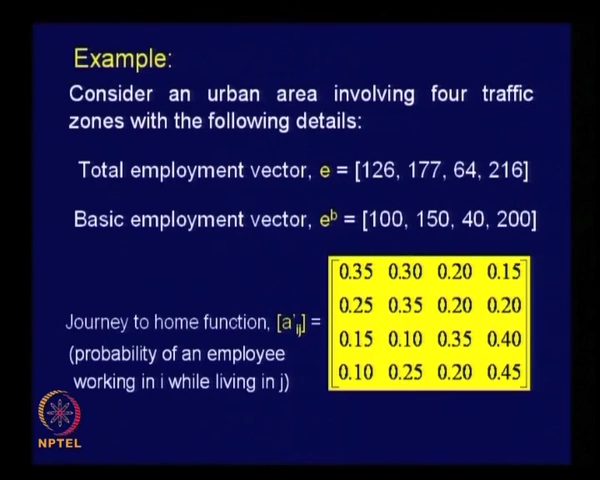 Example:
Consider an urban area involving four traffic
zones with the following details:
Total employment vector, e = [126, 177, 64, 216]
Basic employment vector, eᵇ = [100, 150, 40, 200]
Journey to home function, [a'ij] =
(probability of an employee
working in i while living in j)
0.35 0.30 0.20 0.15
0.25 0.35 0.20 0.20
0.15 0.10 0.35 0.40
0.10 0.25 0.20 0.45
NPTEL